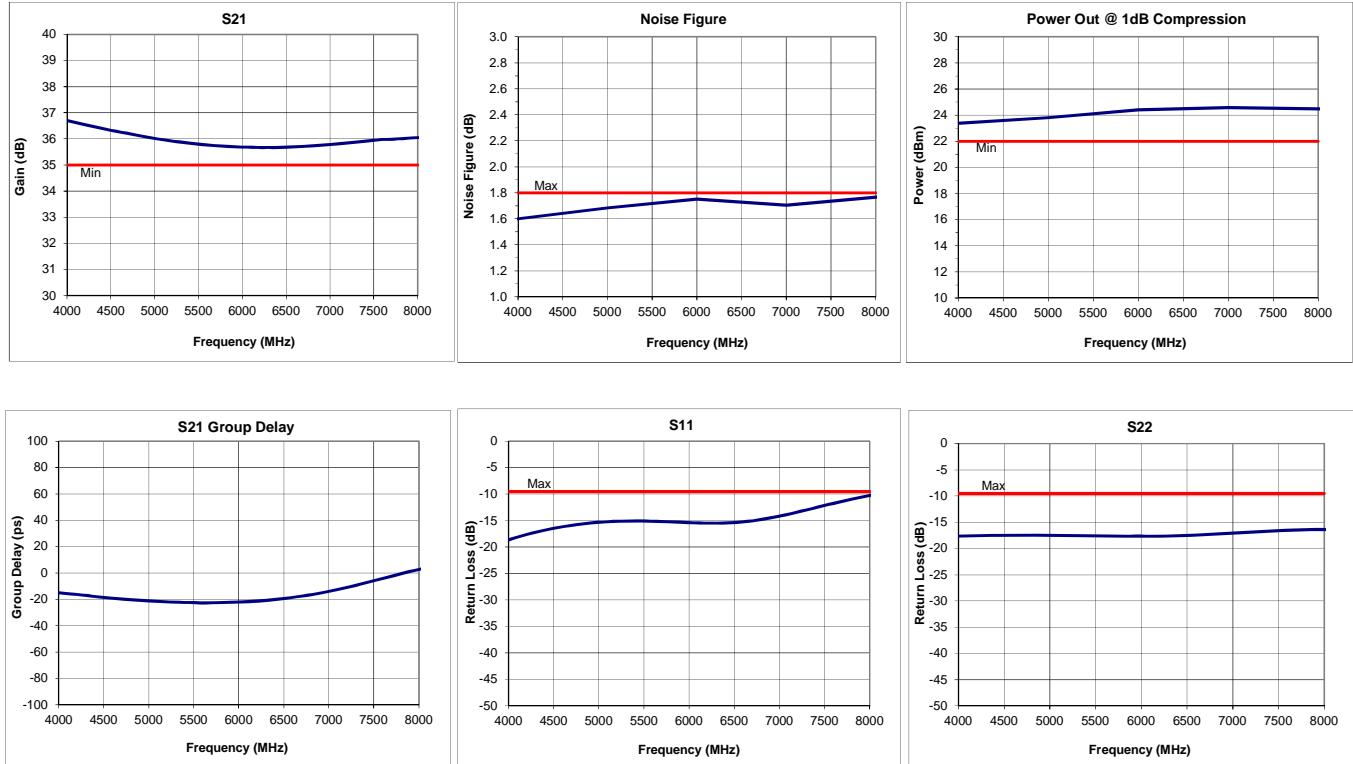 S21
Gain (dB)
40
39
38
37
36
35
34
33
32
31
30
Min
4000 4500 5000 5500 6000 6500 7000 7500 8000
Frequency (MHz)
Noise Figure
Noise Figure (dB)
3.0
2.8
2.6
2.4
2.2
2.0
1.8
1.6
1.4
1.2
1.0
Max
4000 4500 5000 5500 6000 6500 7000 7500 8000
Frequency (MHz)
Power Out @ 1dB Compression
Power (dBm)
30
28
26
24
22
20
18
16
14
12
10
Min
4000 4500 5000 5500 6000 6500 7000 7500 8000
Frequency (MHz)
S21 Group Delay
Group Delay (ps)
100
80
60
40
20
0
-20
-40
-60
-80
-100
4000 4500 5000 5500 6000 6500 7000 7500 8000
Frequency (MHz)
S11
Return Loss (dB)
0
-5
-10
-15
-20
-25
-30
-35
-40
-45
-50
Max
4000 4500 5000 5500 6000 6500 7000 7500 8000
Frequency (MHz)
S22
Return Loss (dB)
0
-5
-10
-15
-20
-25
-30
-35
-40
-45
-50
Max
4000 4500 5000 5500 6000 6500 7000 7500 8000
Frequency (MHz)